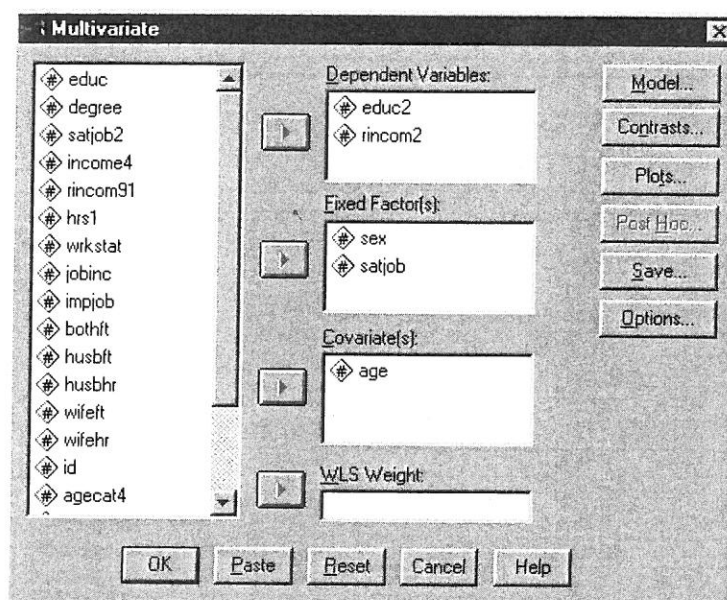 Multivariate
educ
degree
satjob2
income4
rincom91
hrs1
wrkstat
jobinc
impjob
bothft
husbft
husbhr
wifeft
wifehr
id
agecat4
Dependent Variables:
educ2
rincom2
Fixed Factor(s):
sex
satjob
Covariate(s):
age
WLS Weight:
Model...
Contrasts...
Plots...
Post Hoc...
Save...
Options...
OK
Paste
Reset
Cancel
Help